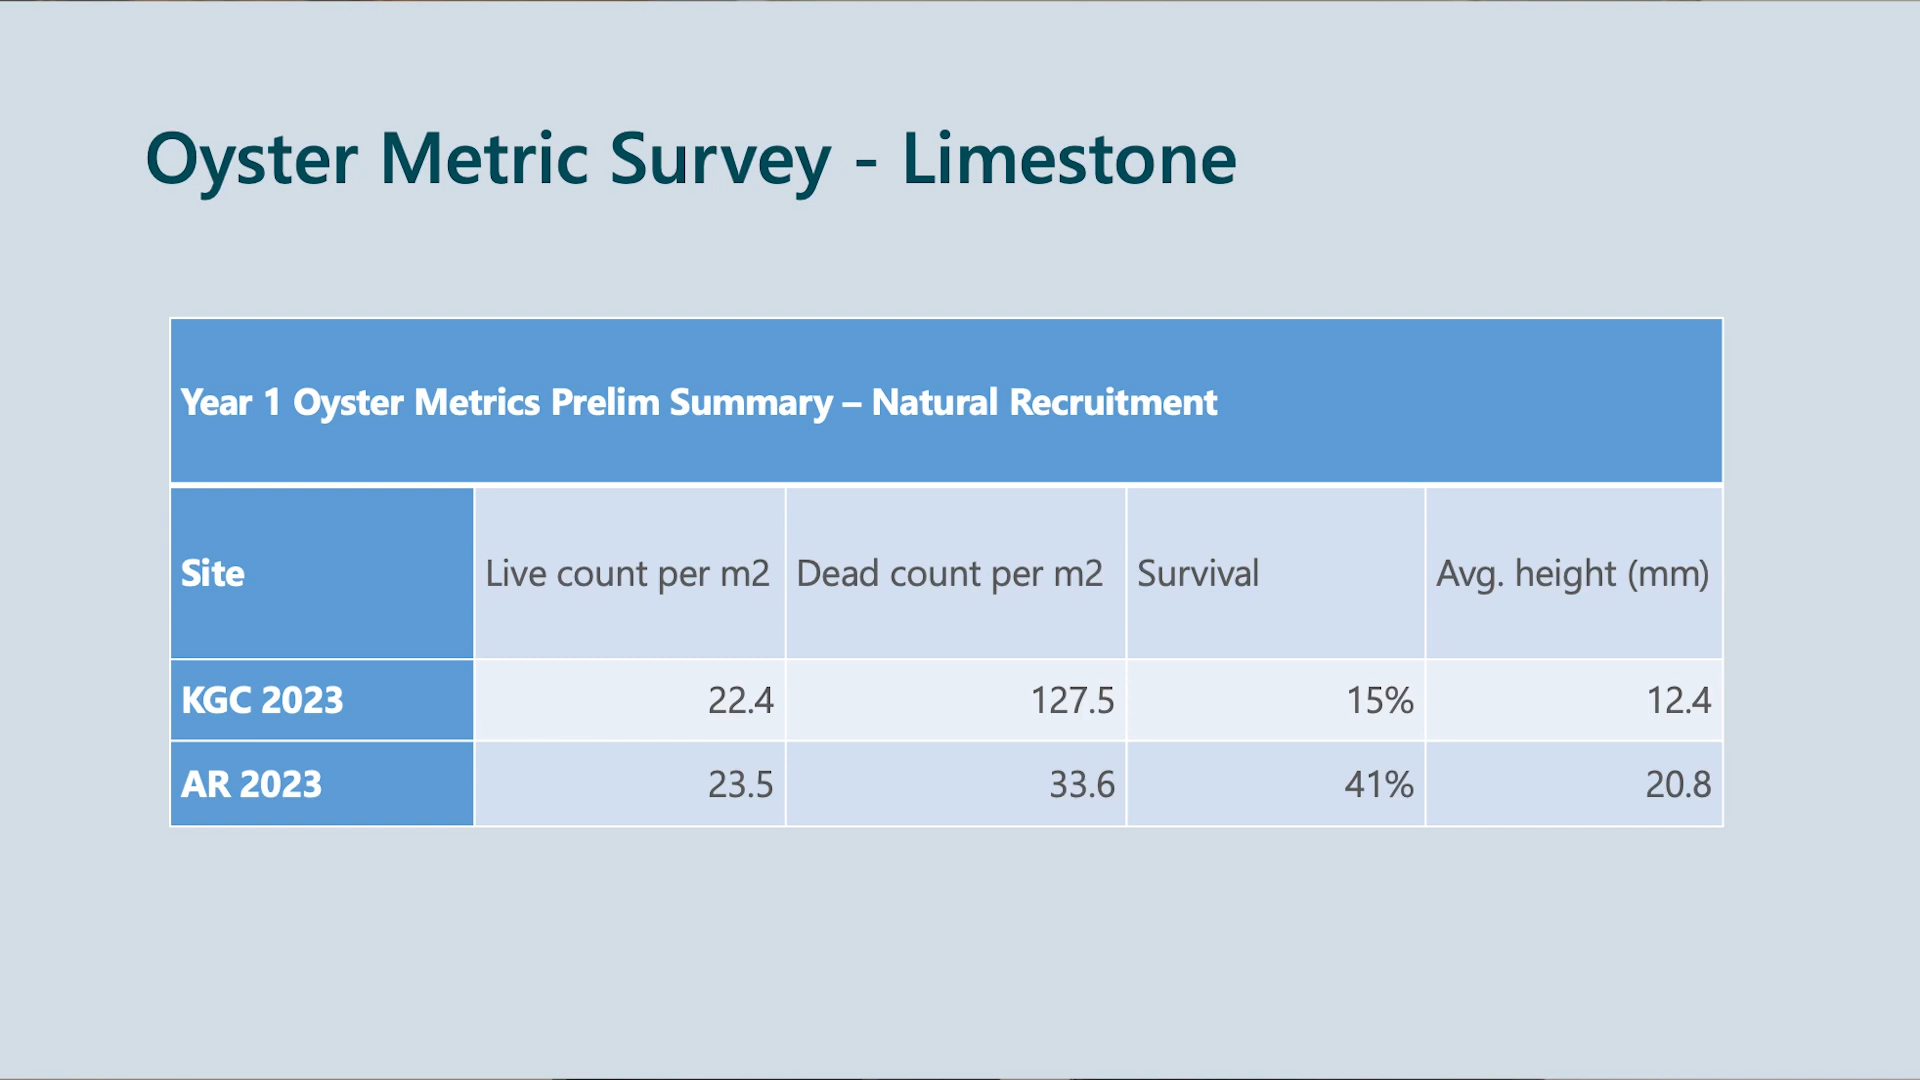 Oyster Metric Survey - Limestone
Year 1 Oyster Metrics Prelim Summary – Natural Recruitment
Site Live count per m2 Dead count per m2 Survival Avg. height (mm)
KGC 2023 22.4 127.5 15% 12.4
AR 2023 23.5 33.6 41% 20.8